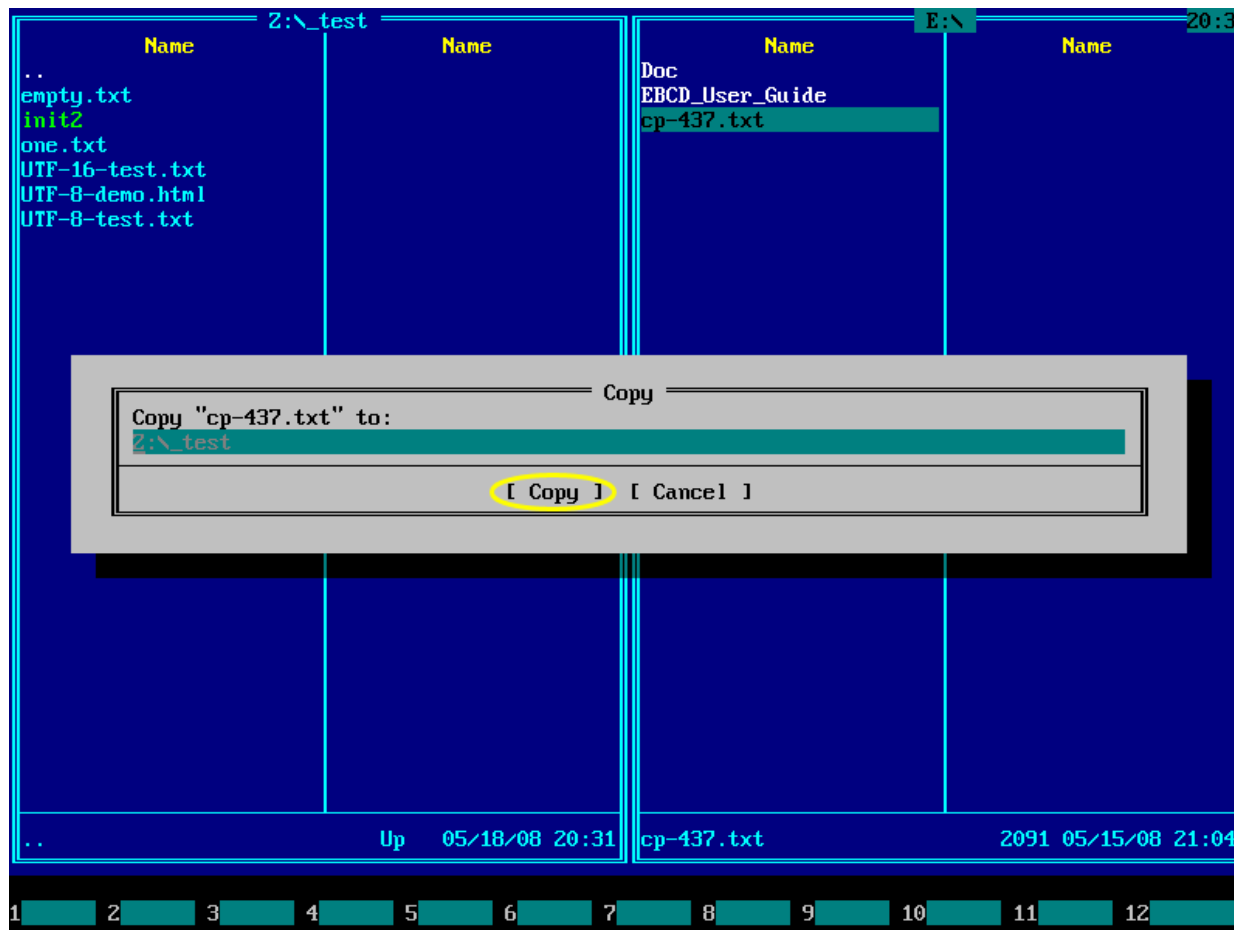 Z:\_test
Name Name
..
empty.txt
init2
one.txt
UTF-16-test.txt
UTF-8-demo.html
UTF-8-test.txt
.. Up 05/18/08 20:31
E:\ 20:3
Name Name
Doc
EBCD_User_Guide
cp-437.txt
cp-437.txt 2091 05/15/08 21:04
Copy
Copy "cp-437.txt" to:
Z:\_test
[ Copy ] [ Cancel ]
1 2 3 4 5 6 7 8 9 10 11 12